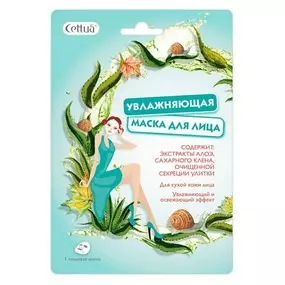 Cettua
УВЛАЖНЯЮЩАЯ
МАСКА ДЛЯ ЛИЦА
СОДЕРЖИТ:
ЭКСТРАКТЫ АЛОЭ,
САХАРНОГО КЛЕНА,
ОЧИЩЕННОЙ
СЕКРЕЦИИ УЛИТКИ
Для сухой кожи лица
Увлажняющий и
освежающий эффект